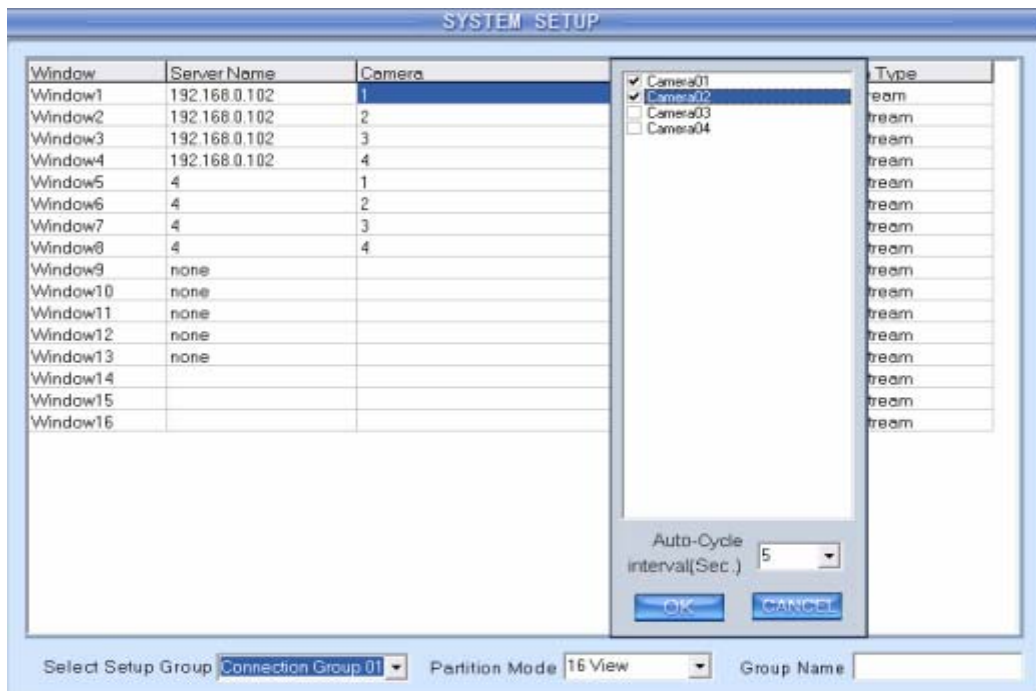 SYSTEM SETUP
Window Server Name Camera Type
Window1 192.168.0.102 1 ream
Window2 192.168.0.102 2 tream
Window3 192.168.0.102 3 tream
Window4 192.168.0.102 4 tream
Window5 4 1 tream
Window6 4 2 tream
Window7 4 3 tream
Window8 4 4 tream
Window9 none tream
Window10 none tream
Window11 none tream
Window12 none tream
Window13 none tream
Window14 tream
Window15 tream
Window16 tream
Camera01
Camera02
Camera03
Camera04
Auto-Cycle
interval(Sec.) 5
OK CANCEL
Select Setup Group Connection Group 01 Partition Mode 16 View Group Name